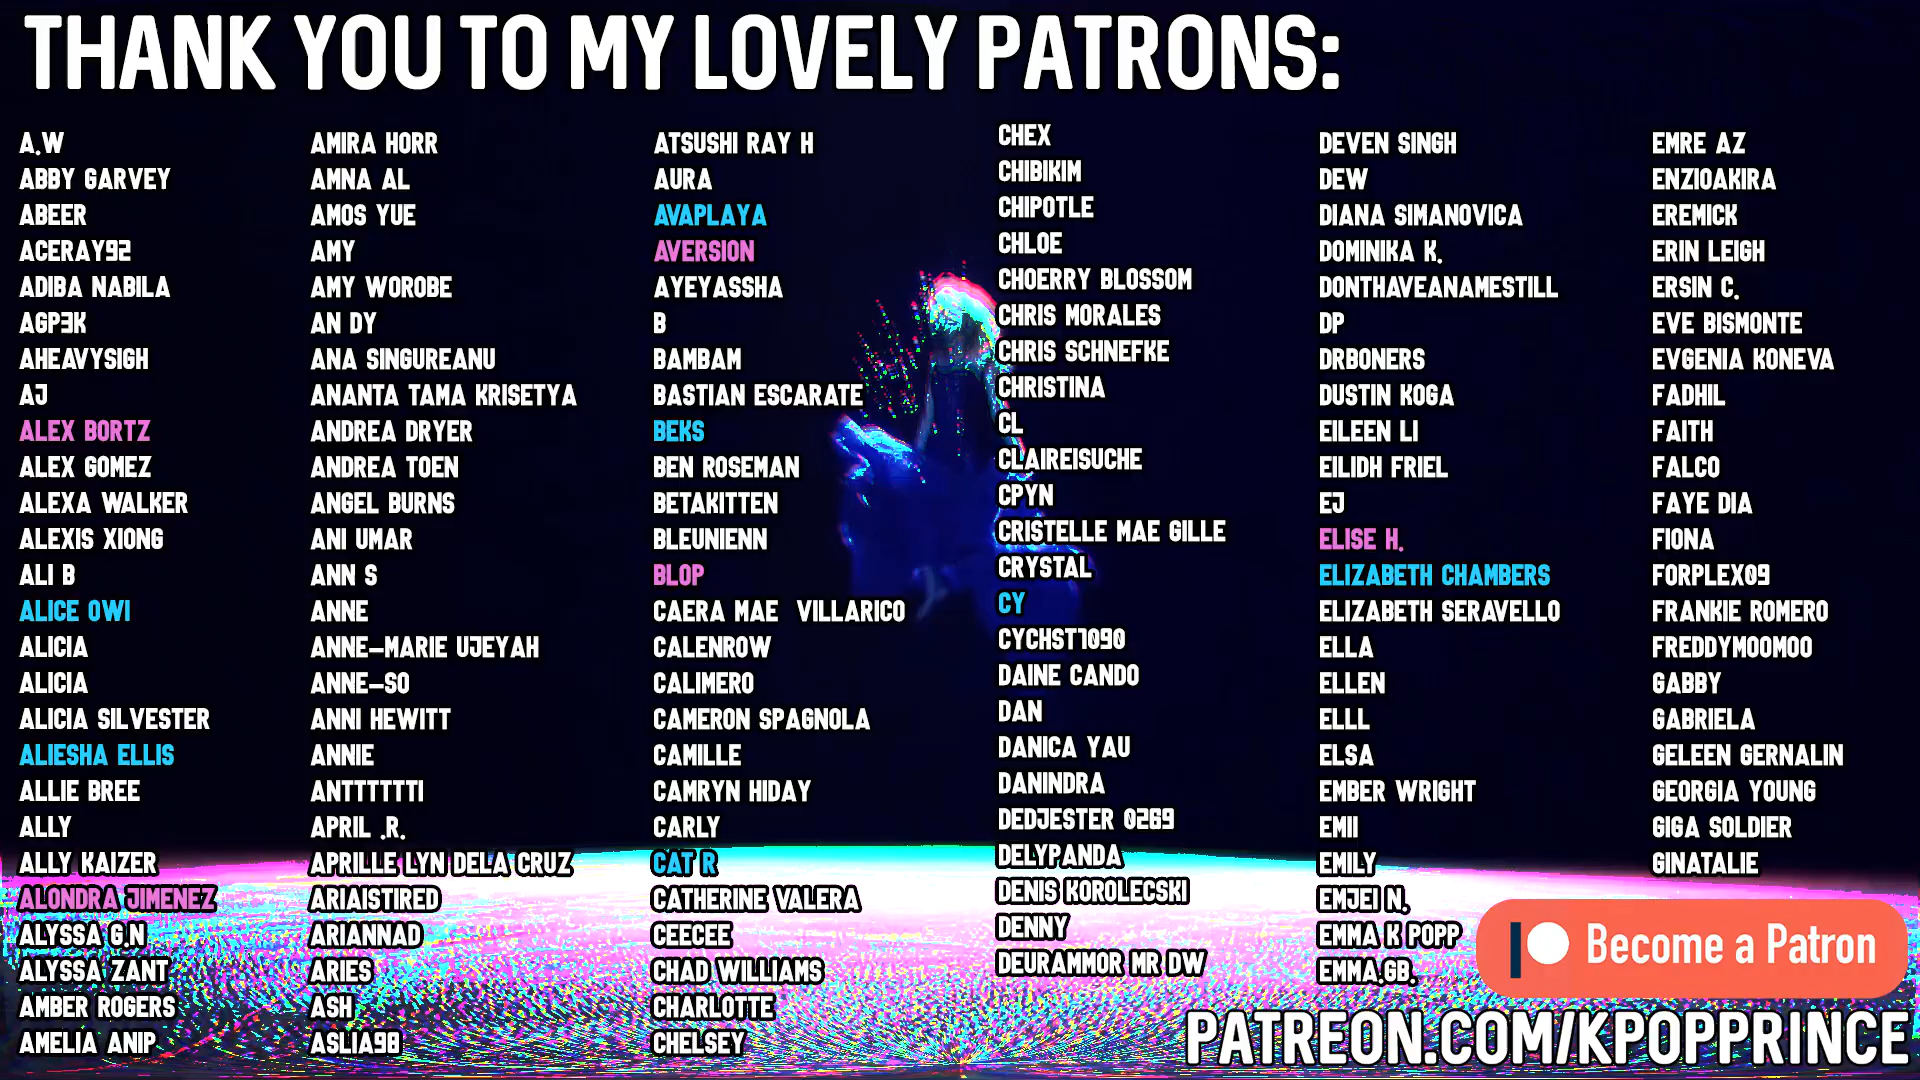 THANK YOU TO MY LOVELY PATRONS:
A.W
ABBY GARVEY
ABEER
ACERAY92
ADIBA NABILA
AGP3K
AHEAVYSIGH
AJ
ALEX BORTZ
ALEX GOMEZ
ALEXA WALKER
ALEXIS XIONG
ALI B
ALICE OWI
ALICIA
ALICIA
ALICIA SILVESTER
ALIESHA ELLIS
ALLIE BREE
ALLY
ALLY KAIZER
ALONDRA JIMENEZ
ALYSSA G.N
ALYSSA ZANT
AMBER ROGERS
AMELIA ANIP
AMIRA HORR
AMNA AL
AMOS YUE
AMY
AMY WOROBE
AN DY
ANA SINGUREANU
ANANTA TAMA KRISETYA
ANDREA DRYER
ANDREA TOEN
ANGEL BURNS
ANI UMAR
ANN S
ANNE
ANNE-MARIE UJEYAH
ANNE-SO
ANNI HEWITT
ANNIE
ANTTTTTTI
APRIL .R.
APRILLE LYN DELA CRUZ
ARIAISTIRED
ARIANNAD
ARIES
ASH
ASLIA98
ATSUSHI RAY H
AURA
AVAPLAYA
AVERSION
AYEYASSHA
B
BAMBAM
BASTIAN ESCARATE
BEKS
BEN ROSEMAN
BETAKITTEN
BLEUNIENN
BLOP
CAERA MAE  VILLARICO
CALENROW
CALIMERO
CAMERON SPAGNOLA
CAMILLE
CAMRYN HIDAY
CARLY
CAT R
CATHERINE VALERA
CEECEE
CHAD WILLIAMS
CHARLOTTE
CHELSEY
CHEX
CHIBIKIM
CHIPOTLE
CHLOE
CHOERRY BLOSSOM
CHRIS MORALES
CHRIS SCHNEFKE
CHRISTINA
CL
CLAIREISUCHE
CPYN
CRISTELLE MAE GILLE
CRYSTAL
CY
CYCHST1090
DAINE CANDO
DAN
DANICA YAU
DANINDRA
DEDJESTER 0269
DELYPANDA
DENIS KOROLECSKI
DENNY
DEURAMMOR MR DW
DEVEN SINGH
DEW
DIANA SIMANOVICA
DOMINIKA K.
DONTHAVEANAMESTILL
DP
DRBONERS
DUSTIN KOGA
EILEEN LI
EILIDH FRIEL
EJ
ELISE H.
ELIZABETH CHAMBERS
ELIZABETH SERAVELLO
ELLA
ELLEN
ELLL
ELSA
EMBER WRIGHT
EMII
EMILY
EMJEI N.
EMMA K POPP
EMMA.GB.
EMRE AZ
ENZIOAKIRA
EREMICK
ERIN LEIGH
ERSIN C.
EVE BISMONTE
EVGENIA KONEVA
FADHIL
FAITH
FALCO
FAYE DIA
FIONA
FORPLEX09
FRANKIE ROMERO
FREDDYMOOMOO
GABBY
GABRIELA
GELEEN GERNALIN
GEORGIA YOUNG
GIGA SOLDIER
GINATALIE
Become a Patron
PATREON.COM/KPOPPRINCE